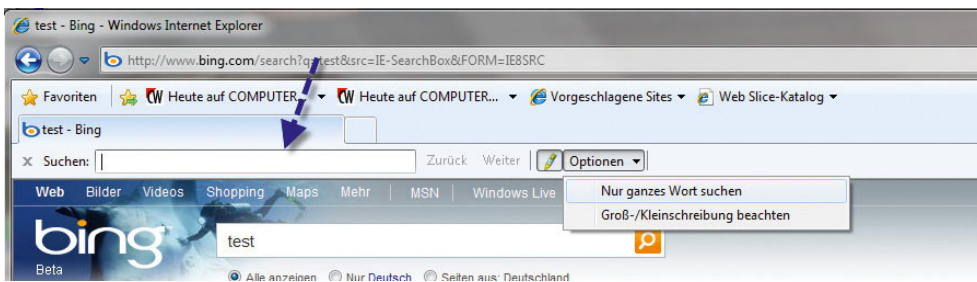 test - Bing - Windows Internet Explorer
http://www.bing.com/search?q=test&src=IE-SearchBox&FORM=IE8SRC
Favoriten Heute auf COMPUTER... Heute auf COMPUTER... Vorgeschlagene Sites Web Slice-Katalog
test - Bing
x Suchen: Zurück Weiter Optionen
Web Bilder Videos Shopping Maps Mehr MSN Windows Live
Nur ganzes Wort suchen
Groß-/Kleinschreibung beachten
bing
test
Beta
Alle anzeigen Nur Deutsch Seiten aus: Deutschland